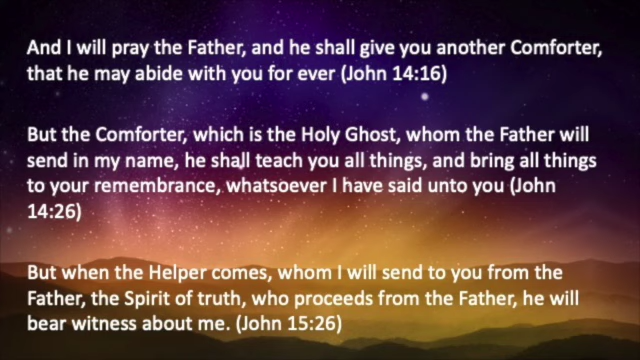 And I will pray the Father, and he shall give you another Comforter,
that he may abide with you for ever (John 14:16)
But the Comforter, which is the Holy Ghost, whom the Father will
send in my name, he shall teach you all things, and bring all things
to your remembrance, whatsoever I have said unto you (John
14:26)
But when the Helper comes, whom I will send to you from the
Father, the Spirit of truth, who proceeds from the Father, he will
bear witness about me. (John 15:26)